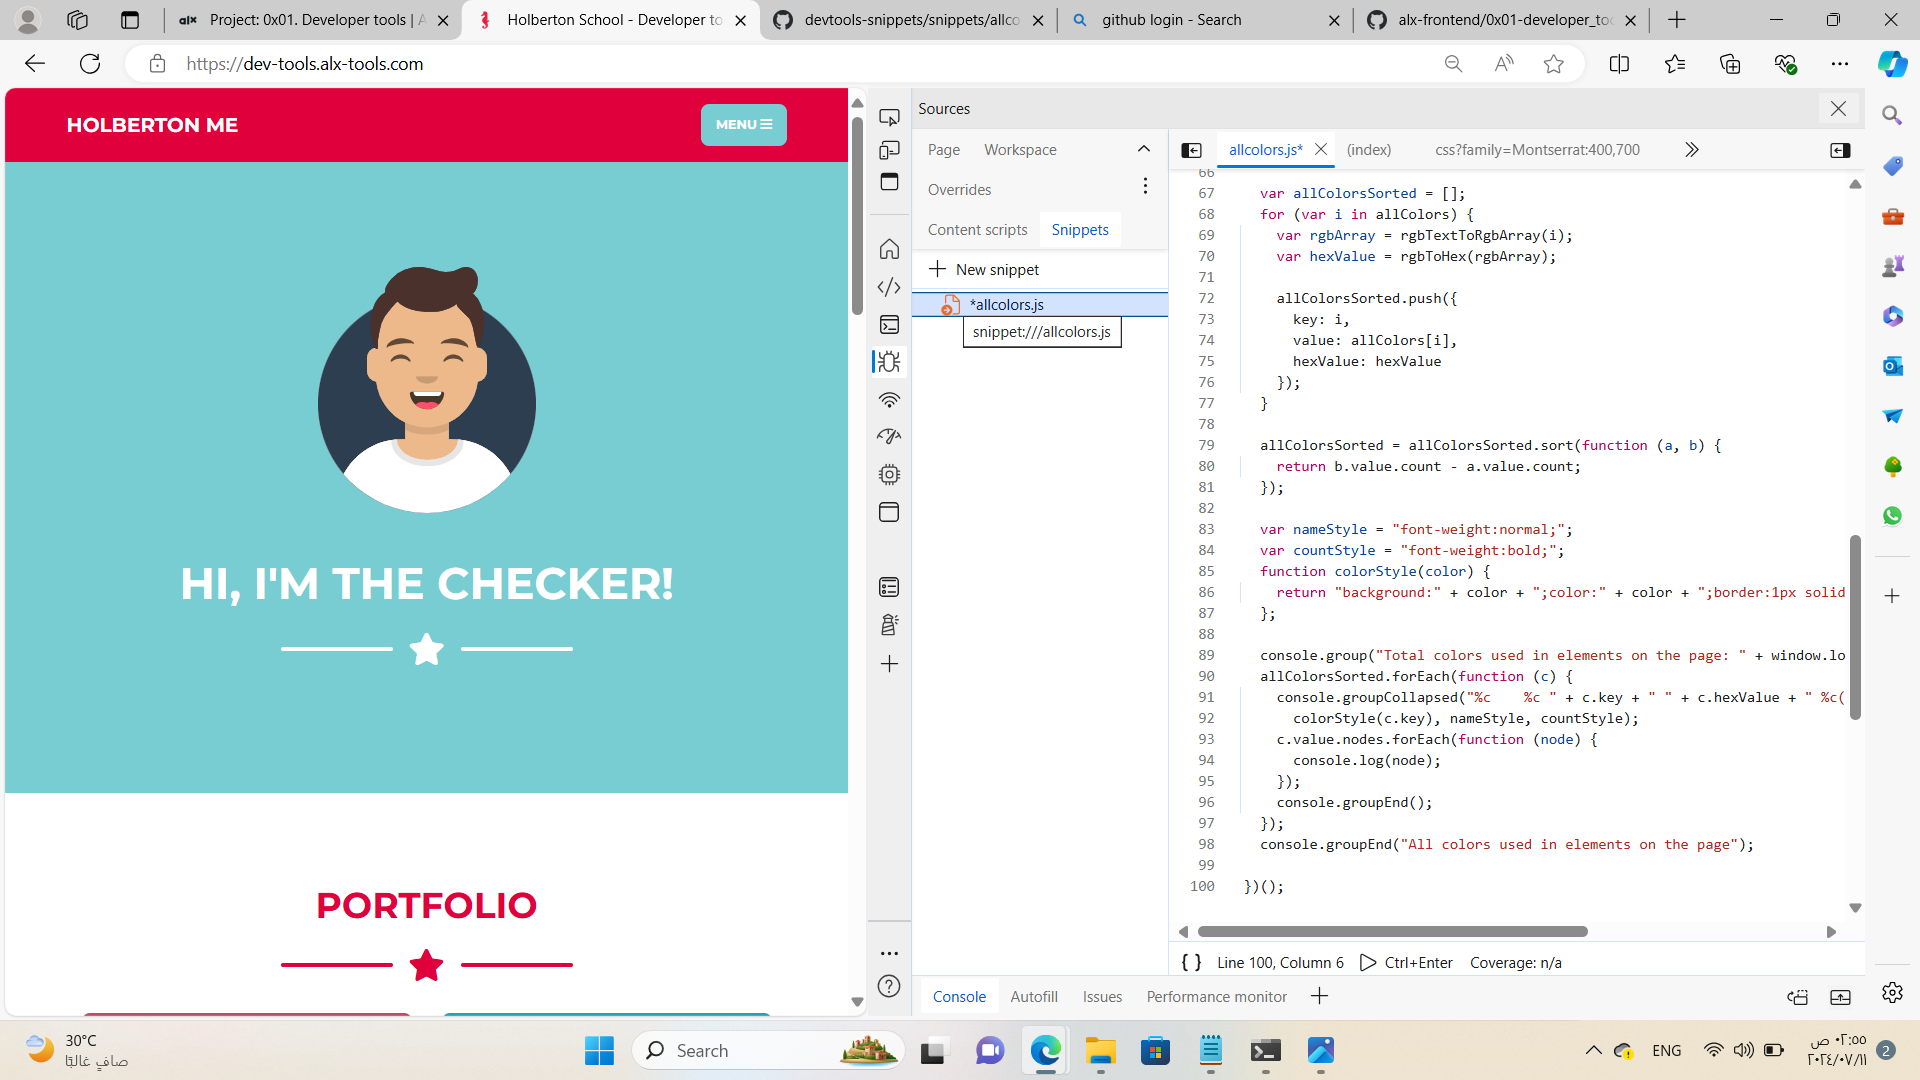 alx Project: 0x01. Developer tools | A
Holberton School - Developer to
devtools-snippets/snippets/allco
github login - Search
alx-frontend/0x01-developer_too
https://dev-tools.alx-tools.com
HOLBERTON ME
MENU
HI, I'M THE CHECKER!
PORTFOLIO
Sources
Page Workspace
Overrides
Content scripts Snippets
New snippet
*allcolors.js
snippet:///allcolors.js
allcolors.js* (index) css?family=Montserrat:400,700
66
67 var allColorsSorted = [];
68 for (var i in allColors) {
69 var rgbArray = rgbTextToRgbArray(i);
70 var hexValue = rgbToHex(rgbArray);
71
72 allColorsSorted.push({
73 key: i,
74 value: allColors[i],
75 hexValue: hexValue
76 });
77 }
78
79 allColorsSorted = allColorsSorted.sort(function (a, b) {
80 return b.value.count - a.value.count;
81 });
82
83 var nameStyle = "font-weight:normal;";
84 var countStyle = "font-weight:bold;";
85 function colorStyle(color) {
86 return "background:" + color + ";color:" + color + ";border:1px solid
87 };
88
89 console.group("Total colors used in elements on the page: " + window.lo
90 allColorsSorted.forEach(function (c) {
91 console.groupCollapsed("%c    %c " + c.key + " " + c.hexValue + " %c(
92 colorStyle(c.key), nameStyle, countStyle);
93 c.value.nodes.forEach(function (node) {
94 console.log(node);
95 });
96 console.groupEnd();
97 });
98 console.groupEnd("All colors used in elements on the page");
99
100 })();
{ } Line 100, Column 6 Ctrl+Enter Coverage: n/a
Console Autofill Issues Performance monitor
30°C
صافٍ غالبًا
Search
ENG
٠٢:٥٥ ص
٢٠٢٤/٠٧/١١
2